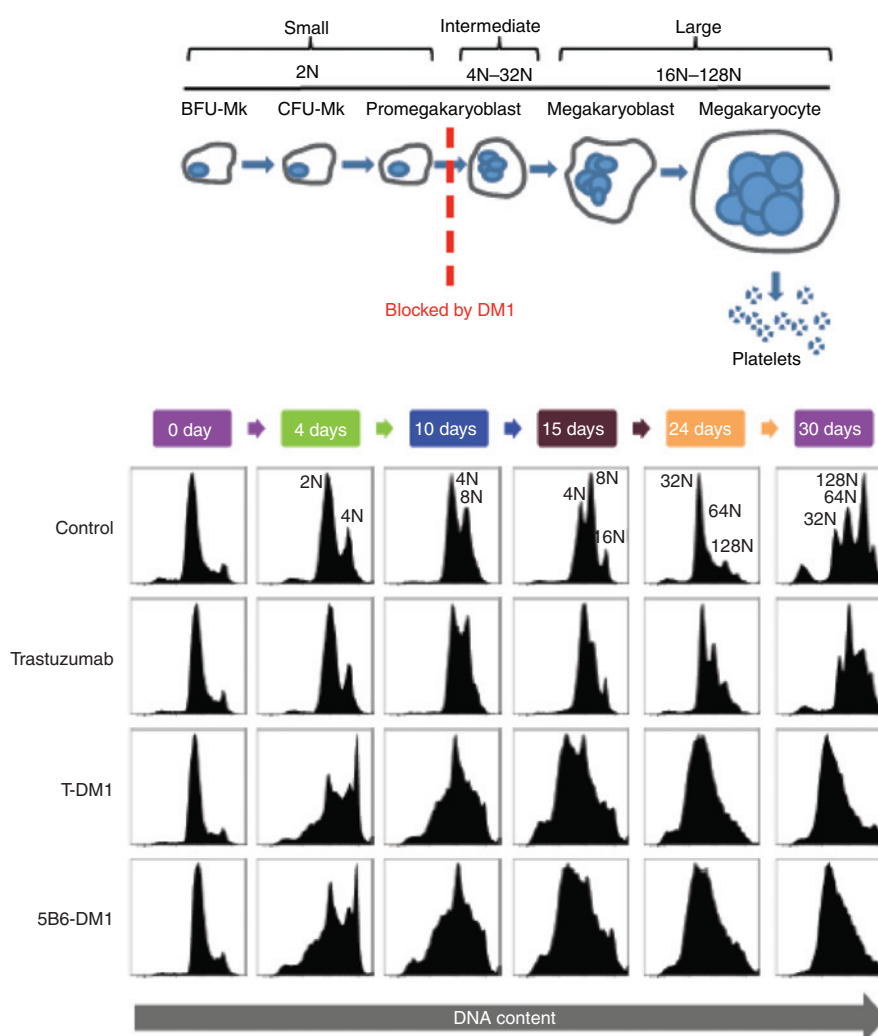 Small Intermediate Large
2N 4N–32N 16N–128N
BFU-Mk CFU-Mk Promegakaryoblast Megakaryoblast Megakaryocyte
Blocked by DM1
Platelets
0 day 4 days 10 days 15 days 24 days 30 days
Control
2N
4N
4N
8N
4N
8N
16N
32N
64N
128N
128N
64N
32N
Trastuzumab
T-DM1
5B6-DM1
DNA content